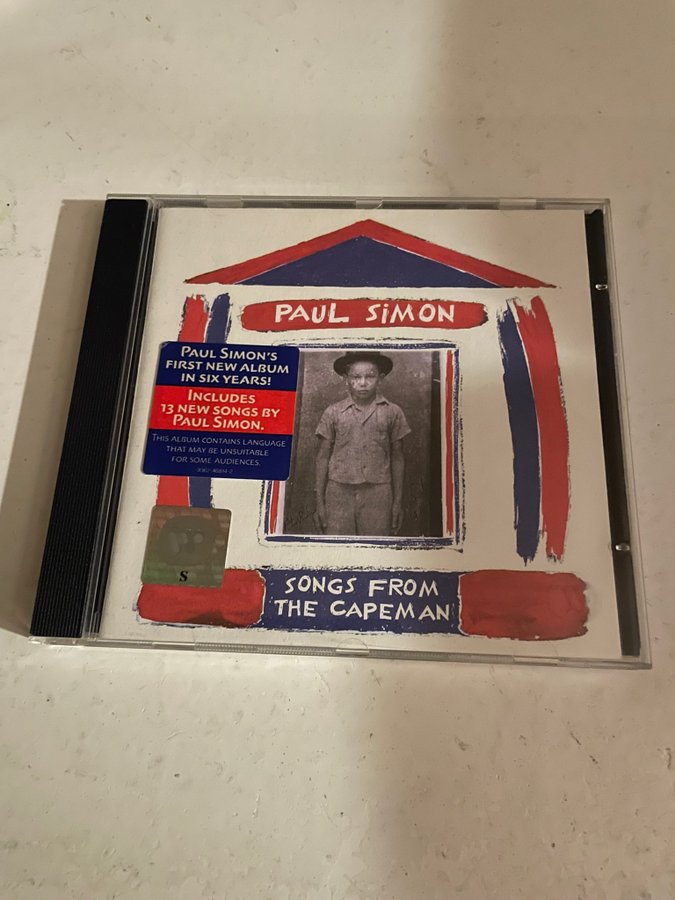 PAUL SiMON
PAUL SIMON'S
FIRST NEW ALBUM
IN SIX YEARS!
INCLUDES
13 NEW SONGS BY
PAUL SIMON.
THIS ALBUM CONTAINS LANGUAGE
THAT MAY BE UNSUITABLE
FOR SOME AUDIENCES.
S
SONGS FROM
THE CAPEMAN